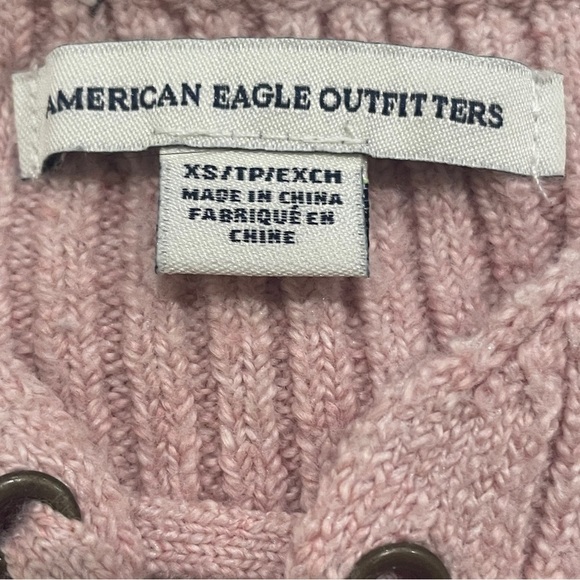 AMERICAN EAGLE OUTFITTERS
XS/TP/EXCH
MADE IN CHINA
FABRIQUÉ EN
CHINE